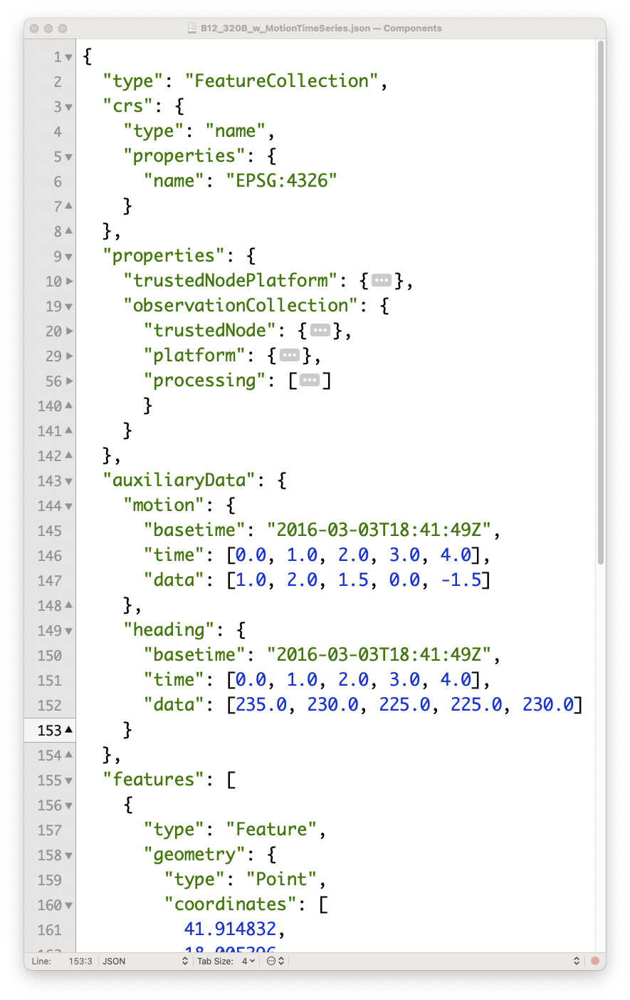 B12_320B_w_MotionTimeSeries.json — Components
1 {
2 "type": "FeatureCollection",
3 "crs": {
4 "type": "name",
5 "properties": {
6 "name": "EPSG:4326"
7 }
8 },
9 "properties": {
10 "trustedNodePlatform": {•••},
19 "observationCollection": {
20 "trustedNode": {•••},
29 "platform": {•••},
56 "processing": [•••]
140 }
141 }
142 },
143 "auxiliaryData": {
144 "motion": {
145 "basetime": "2016-03-03T18:41:49Z",
146 "time": [0.0, 1.0, 2.0, 3.0, 4.0],
147 "data": [1.0, 2.0, 1.5, 0.0, -1.5]
148 },
149 "heading": {
150 "basetime": "2016-03-03T18:41:49Z",
151 "time": [0.0, 1.0, 2.0, 3.0, 4.0],
152 "data": [235.0, 230.0, 225.0, 225.0, 230.0]
153 }
154 },
155 "features": [
156 {
157 "type": "Feature",
158 "geometry": {
159 "type": "Point",
160 "coordinates": [
161 41.914832,
Line: 153:3 JSON Tab Size: 4